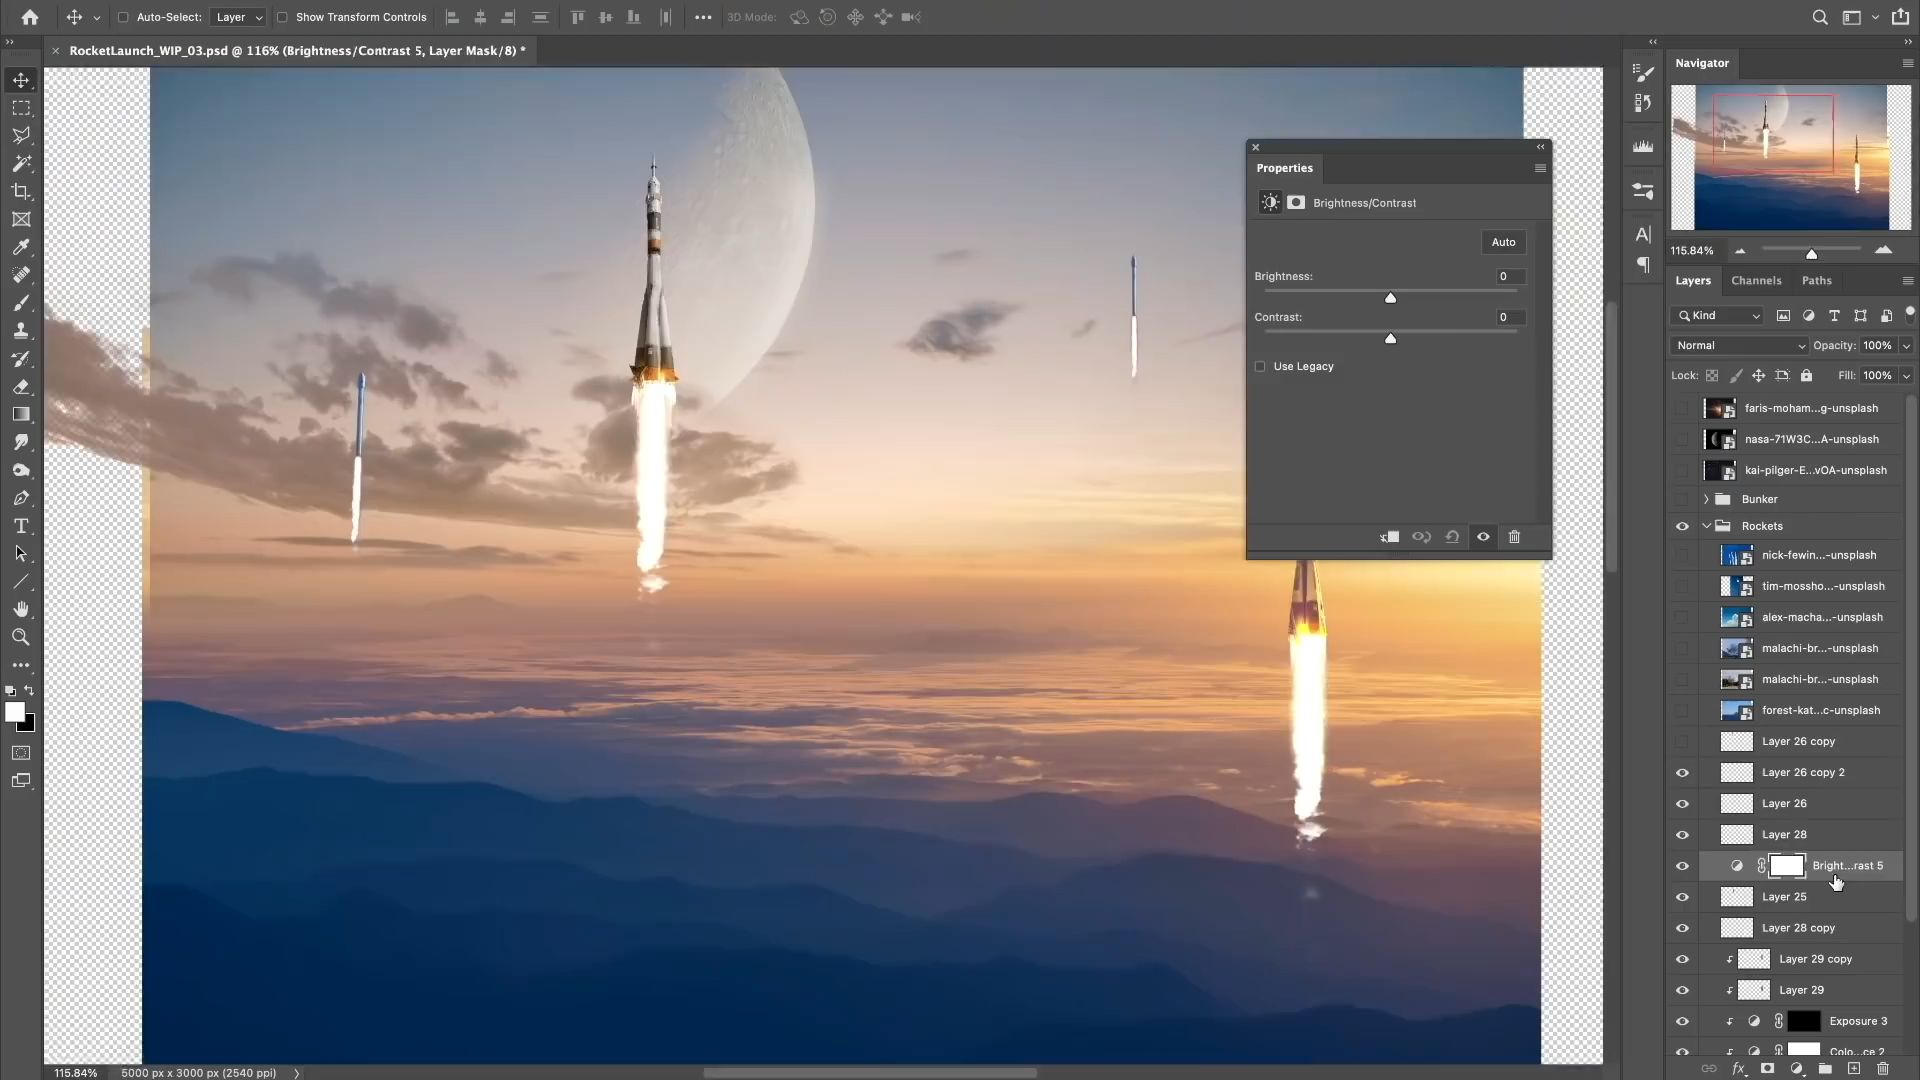 Auto-Select:
Layer
Show Transform Controls
3D Mode:
RocketLaunch_WIP_03.psd @ 116% (Brightness/Contrast 5, Layer Mask/8) *
Navigator
115.84%
Properties
Brightness/Contrast
Auto
Brightness:
0
Contrast:
0
Use Legacy
Layers
Channels
Paths
Kind
Normal
Opacity: 100%
Lock:
Fill: 100%
faris-moham...g-unsplash
nasa-71W3C...A-unsplash
kai-pilger-E...vOA-unsplash
Bunker
Rockets
nick-fewin...-unsplash
tim-mossho...-unsplash
alex-macha...-unsplash
malachi-br...-unsplash
malachi-br...-unsplash
forest-kat...c-unsplash
Layer 26 copy
Layer 26 copy 2
Layer 26
Layer 28
Bright...rast 5
Layer 25
Layer 28 copy
Layer 29 copy
Layer 29
Exposure 3
Colo...ce 2
115.84%
5000 px x 3000 px (2540 ppi)